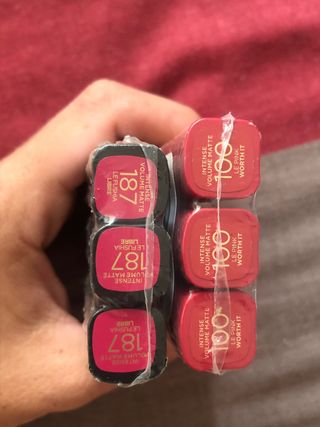 INTENSE
VOLUME MATTE
187
LE FUSHIA
LIBRE
INTENSE
VOLUME MATTE
187
LE FUSHIA
LIBRE
INTENSE
VOLUME MATTE
187
LE FUSHIA
LIBRE
INTENSE
VOLUME MATTE
100
LE PINK
WORTH IT
INTENSE
VOLUME MATTE
100
LE PINK
WORTH IT
INTENSE
VOLUME MATTE
100
LE PINK
WORTH IT